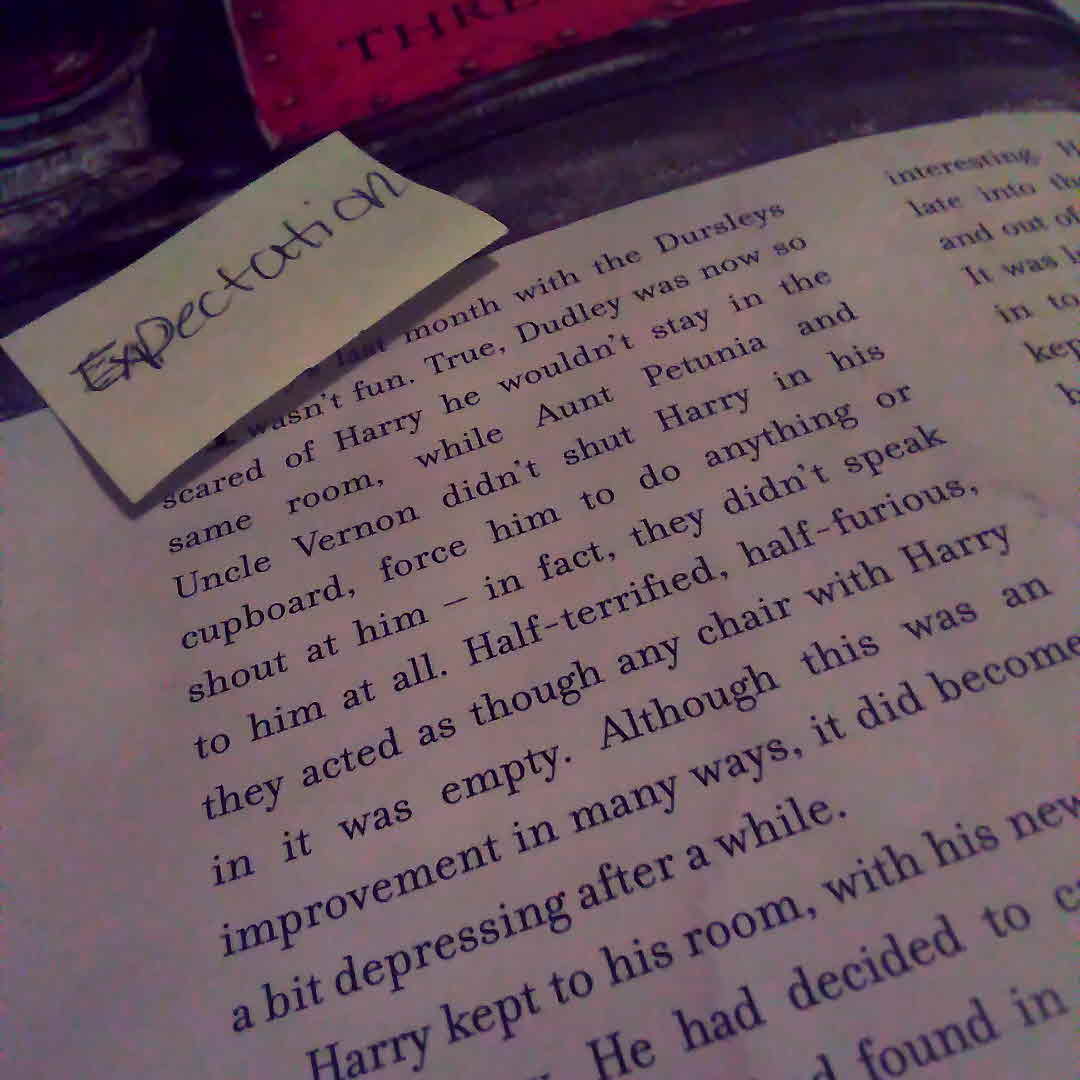 THRE
Expectation
last month with the Dursleys
wasn't fun. True, Dudley was now so
scared of Harry he wouldn't stay in the
same room, while Aunt Petunia and
Uncle Vernon didn't shut Harry in his
cupboard, force him to do anything or
shout at him – in fact, they didn't speak
to him at all. Half-terrified, half-furious,
they acted as though any chair with Harry
in it was empty. Although this was an
improvement in many ways, it did become
a bit depressing after a while.
Harry kept to his room, with his new
He had decided to
found in
interesting. H
late into the
and out of
It was l
in to
kep